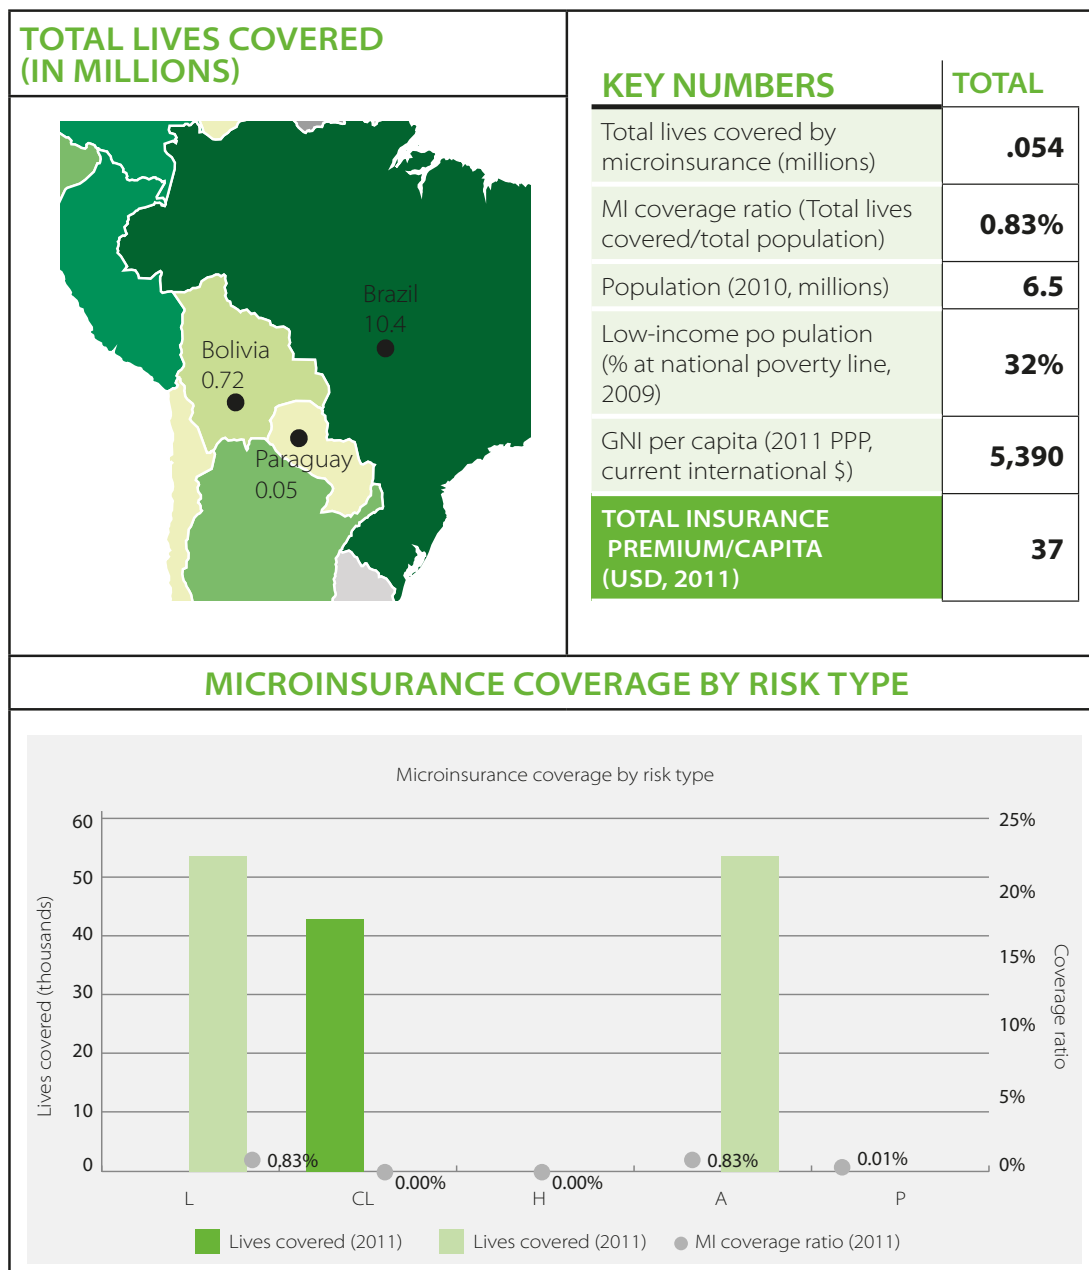 TOTAL LIVES COVERED
(IN MILLIONS)
Brazil
10.4
Bolivia
0.72
Paraguay
0.05
KEY NUMBERS TOTAL
Total lives covered by
microinsurance (millions)
.054
MI coverage ratio (Total lives
covered/total population)
0.83%
Population (2010, millions)
6.5
Low-income po pulation
(% at national poverty line,
2009)
32%
GNI per capita (2011 PPP,
current international $)
5,390
TOTAL INSURANCE
PREMIUM/CAPITA
(USD, 2011)
37
MICROINSURANCE COVERAGE BY RISK TYPE
Microinsurance coverage by risk type
Lives covered (thousands)
60
50
40
30
20
10
0
25%
20%
15%
10%
5%
0%
Coverage ratio
0,83%
0.00%
0.00%
0.83%
0.01%
L CL H A P
Lives covered (2011) Lives covered (2011) MI coverage ratio (2011)